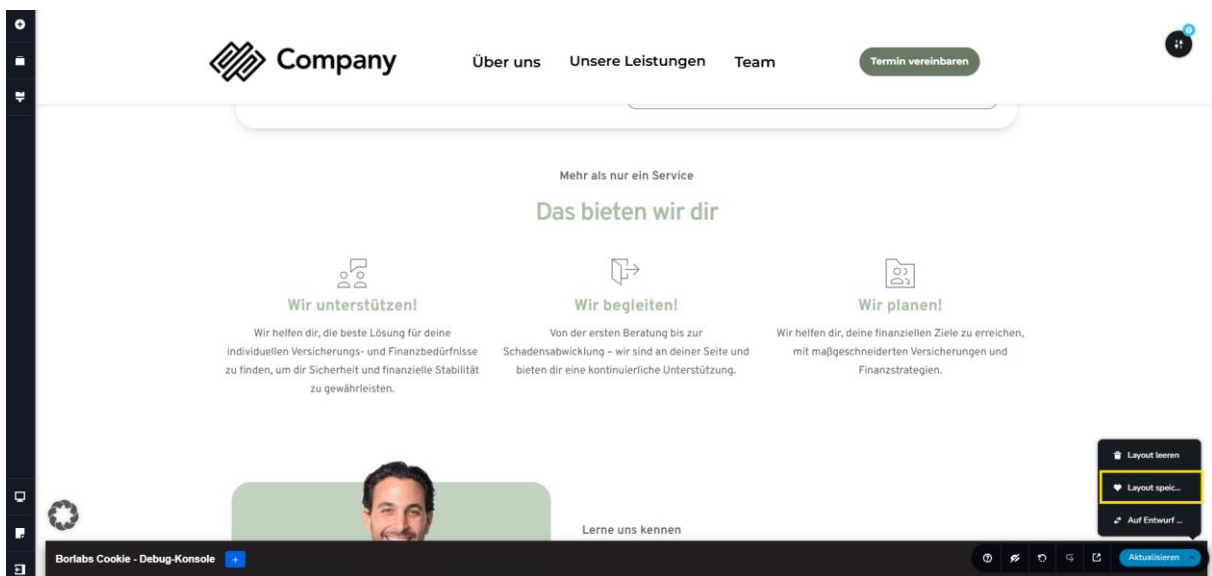 Company
Über uns Unsere Leistungen Team
Termin vereinbaren
Mehr als nur ein Service
Das bieten wir dir
Wir unterstützen!
Wir helfen dir, die beste Lösung für deine
individuellen Versicherungs- und Finanzbedürfnisse
zu finden, um dir Sicherheit und finanzielle Stabilität
zu gewährleisten.
Wir begleiten!
Von der ersten Beratung bis zur
Schadensabwicklung – wir sind an deiner Seite und
bieten dir eine kontinuierliche Unterstützung.
Wir planen!
Wir helfen dir, deine finanziellen Ziele zu erreichen,
mit maßgeschneiderten Versicherungen und
Finanzstrategien.
Lerne uns kennen
Layout leeren
Layout speic...
Auf Entwurf ...
Borlabs Cookie - Debug-Konsole +
Aktualisieren